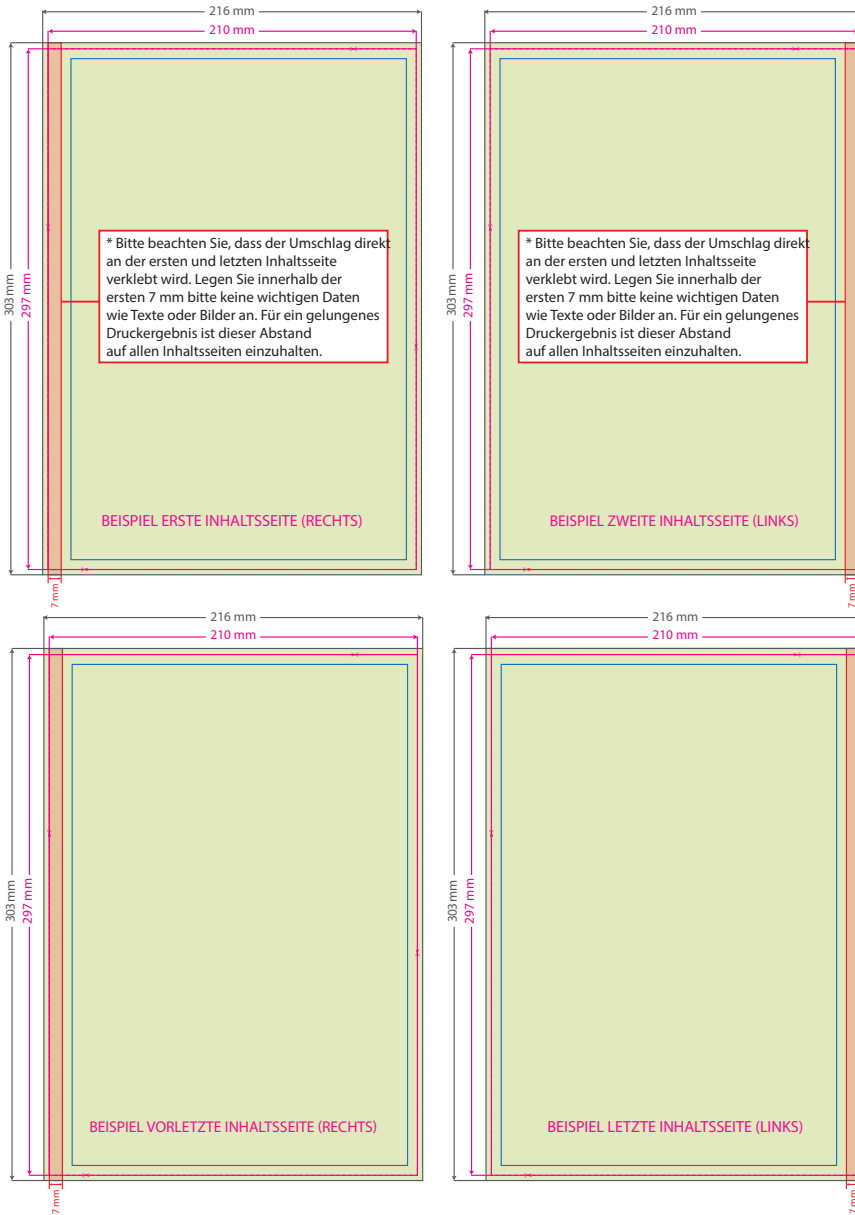 216 mm
210 mm
303 mm
297 mm
* Bitte beachten Sie, dass der Umschlag direkt
an der ersten und letzten Inhaltsseite
verklebt wird. Legen Sie innerhalb der
ersten 7 mm bitte keine wichtigen Daten
wie Texte oder Bilder an. Für ein gelungenes
Druckergebnis ist dieser Abstand
auf allen Inhaltsseiten einzuhalten.
BEISPIEL ERSTE INHALTSSEITE (RECHTS)
7 mm
216 mm
210 mm
303 mm
297 mm
* Bitte beachten Sie, dass der Umschlag direkt
an der ersten und letzten Inhaltsseite
verklebt wird. Legen Sie innerhalb der
ersten 7 mm bitte keine wichtigen Daten
wie Texte oder Bilder an. Für ein gelungenes
Druckergebnis ist dieser Abstand
auf allen Inhaltsseiten einzuhalten.
BEISPIEL ZWEITE INHALTSSEITE (LINKS)
7 mm
216 mm
210 mm
303 mm
297 mm
BEISPIEL VORLETZTE INHALTSSEITE (RECHTS)
7 mm
216 mm
210 mm
303 mm
297 mm
BEISPIEL LETZTE INHALTSSEITE (LINKS)
7 mm